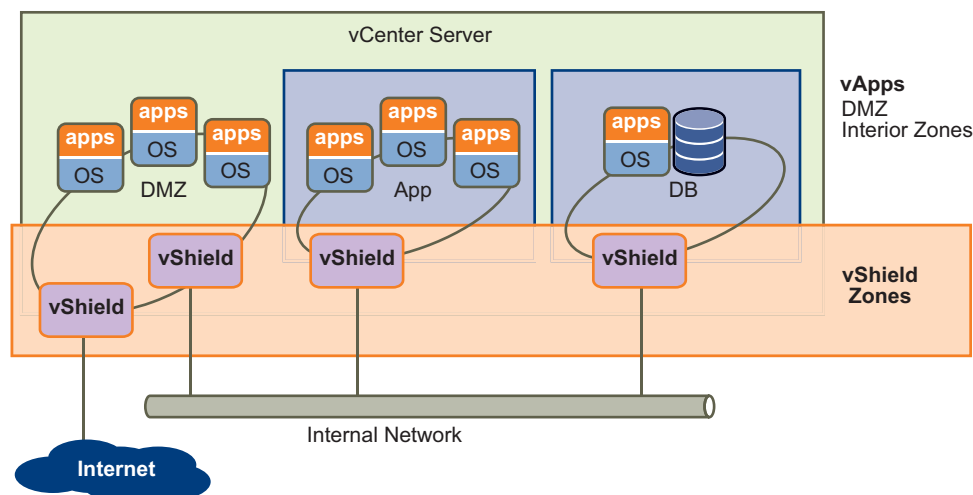 vCenter Server
vApps
DMZ
Interior Zones
apps
OS
apps
OS
apps
OS
DMZ
apps
OS
apps
OS
apps
OS
App
apps
OS
DB
vShield
vShield
vShield
vShield
vShield
Zones
Internal Network
Internet